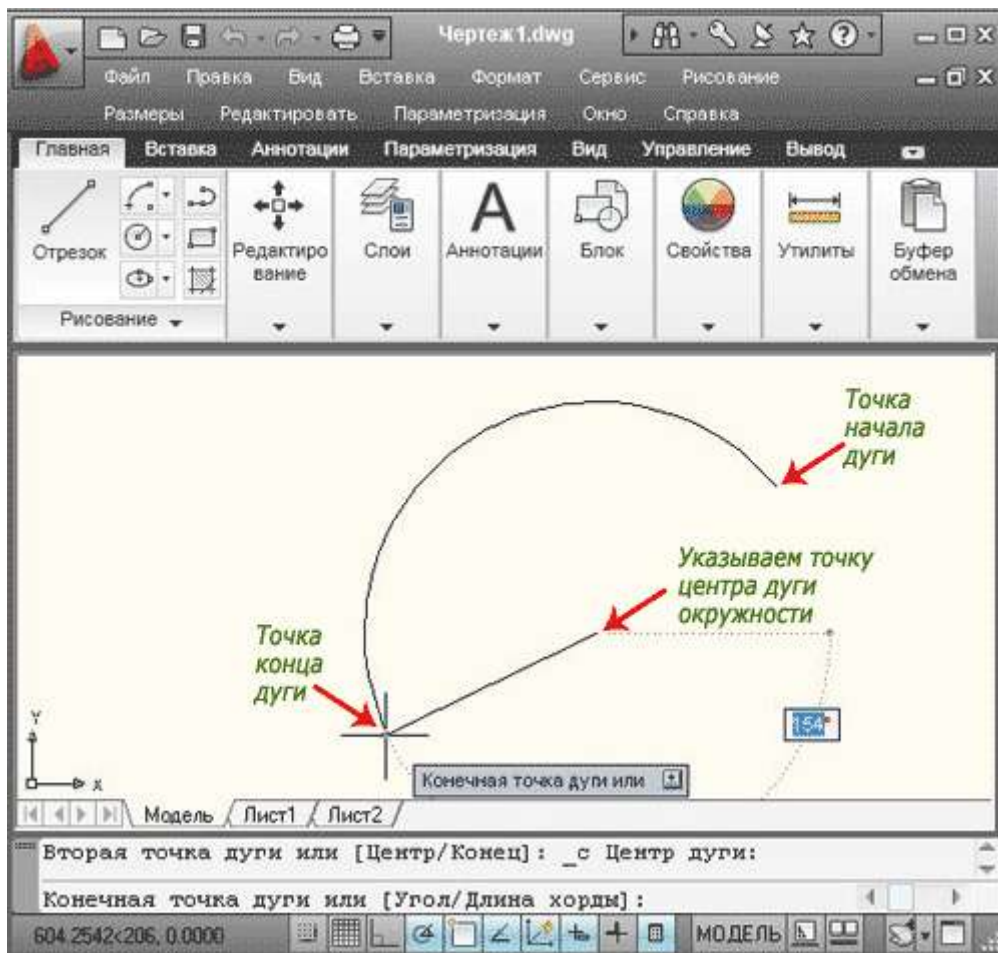 Чертеж1.dwg
Файл Правка Вид Вставка Формат Сервис Рисование
Размеры Редактировать Параметризация Окно Справка
Главная Вставка Аннотации Параметризация Вид Управление Вывод
Отрезок
Редактиро
вание
Слои
Аннотации
Блок
Свойства
Утилиты
Буфер
обмена
Рисование
Точка
начала
дуги
Указываем точку
центра дуги
окружности
Точка
конца
дуги
154°
Y
X
Конечная точка дуги или
Модель Лист1 Лист2
Вторая точка дуги или [Центр/Конец]: _c Центр дуги:
Конечная точка дуги или [Угол/Длина хорды]:
604.2542<206, 0.0000 МОДЕЛЬ